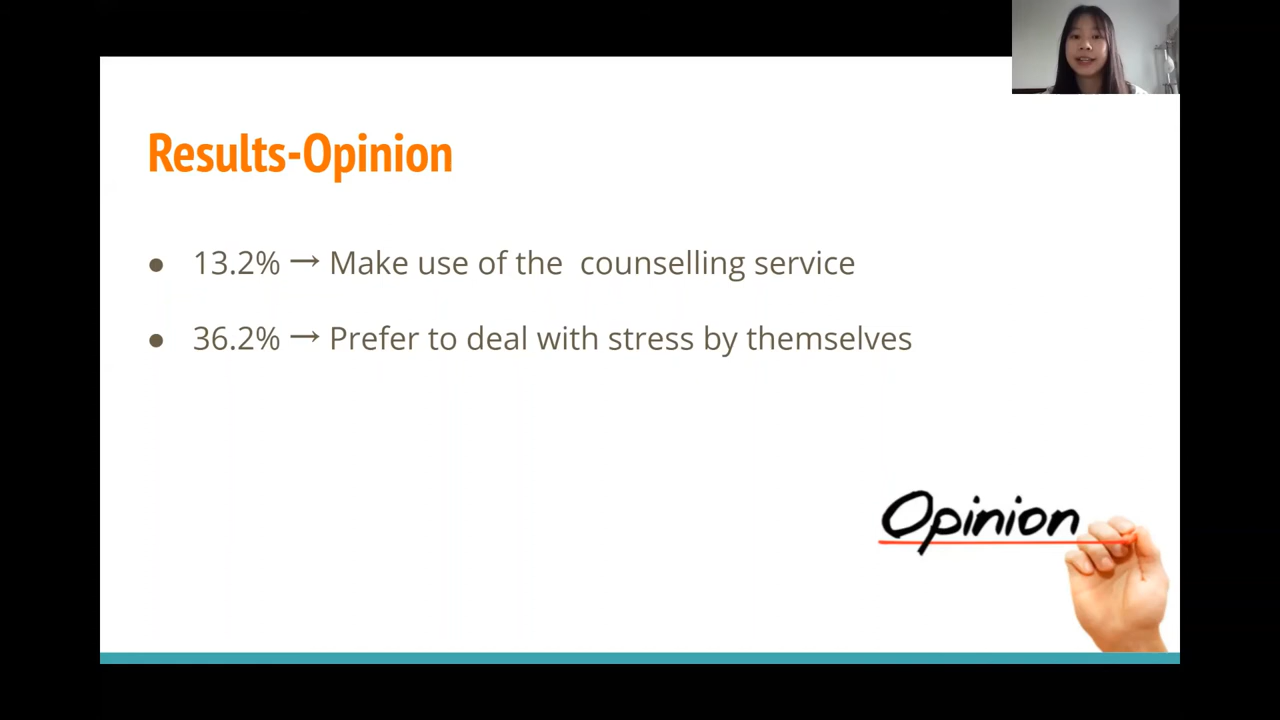 Results-Opinion
● 13.2% → Make use of the  counselling service
● 36.2% → Prefer to deal with stress by themselves
Opinion